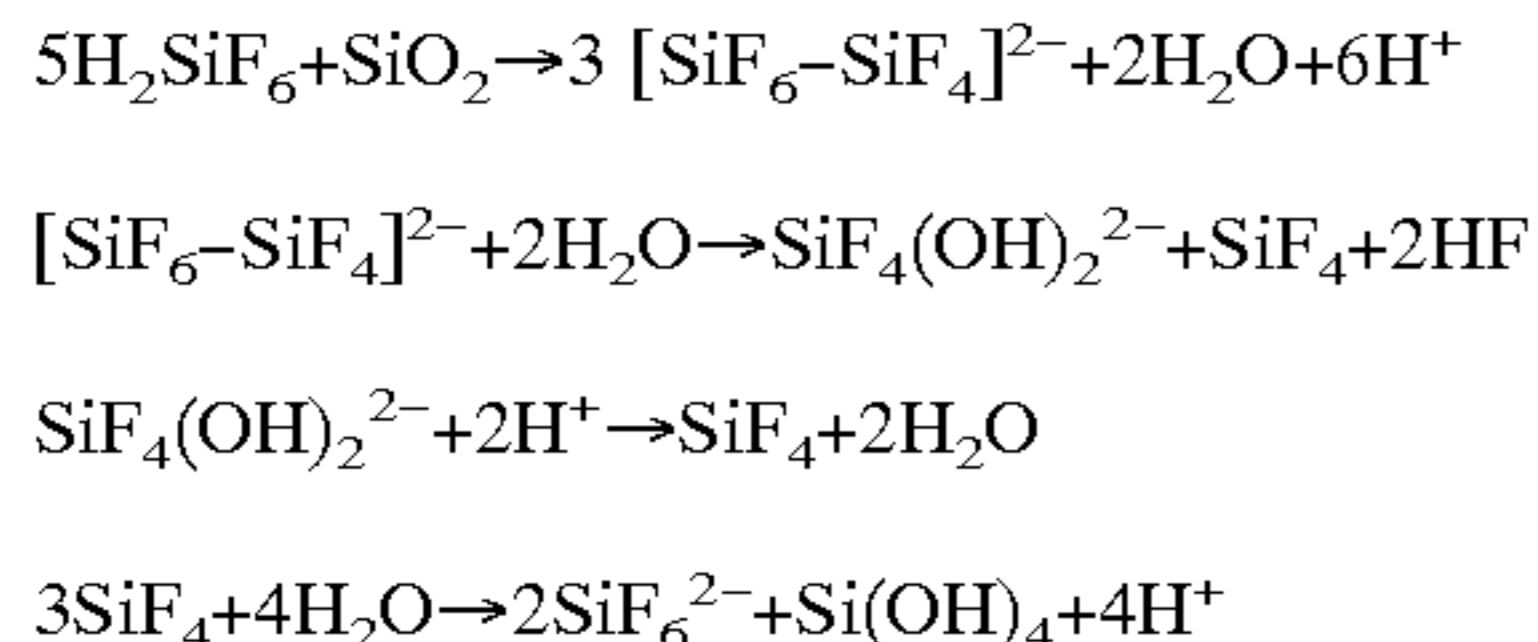 5H₂SiF₆+SiO₂→3 [SiF₆−SiF₄]²⁻+2H₂O+6H⁺
[SiF₆−SiF₄]²⁻+2H₂O→SiF₄(OH)₂²⁻+SiF₄+2HF
SiF₄(OH)₂²⁻+2H⁺→SiF₄+2H₂O
3SiF₄+4H₂O→2SiF₆²⁻+Si(OH)₄+4H⁺